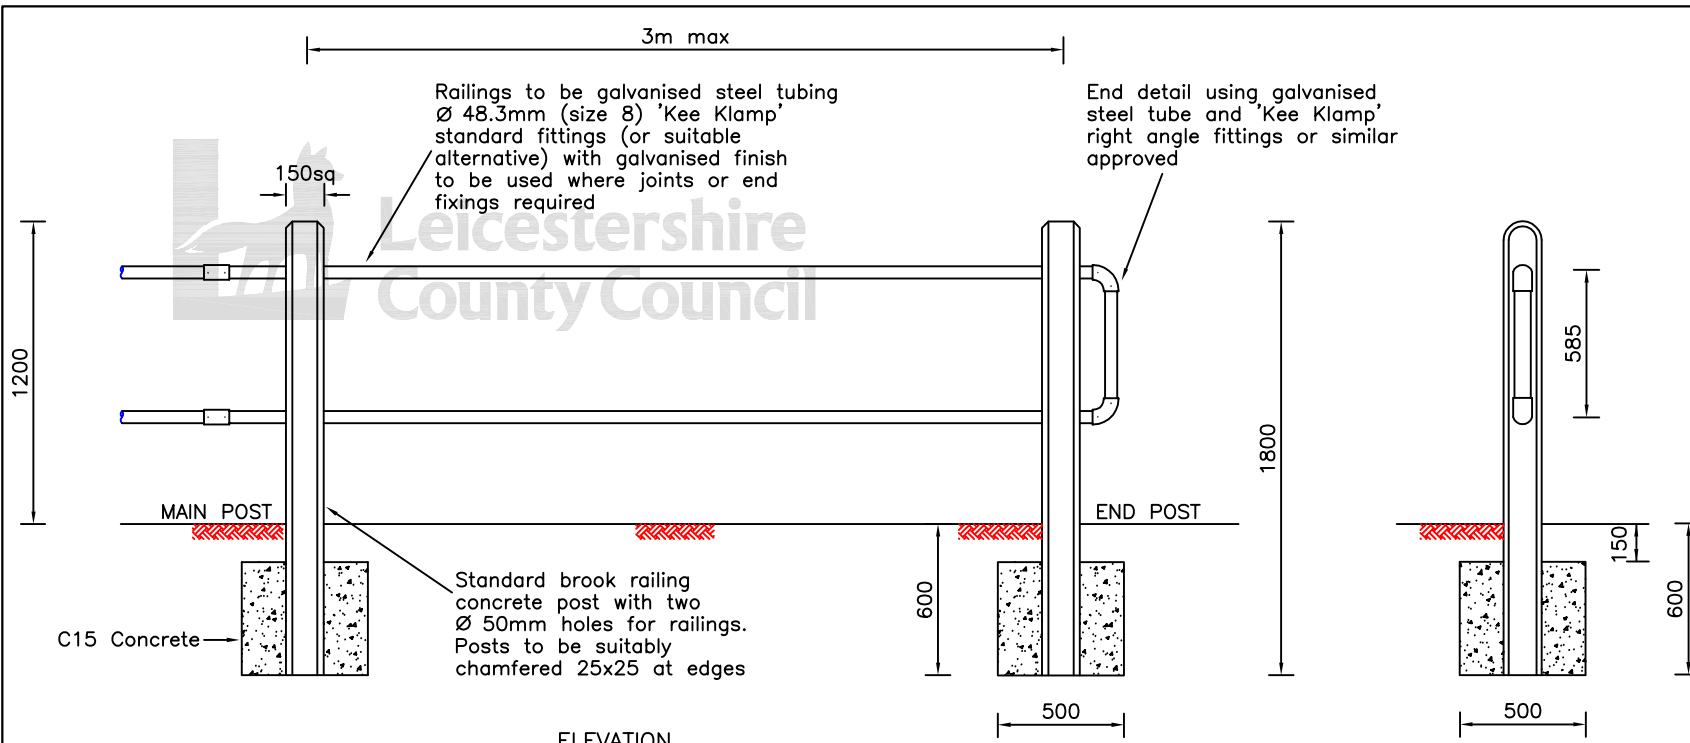 3m max
Railings to be galvanised steel tubing
Ø 48.3mm (size 8) 'Kee Klamp'
standard fittings (or suitable
alternative) with galvanised finish
to be used where joints or end
fixings required
End detail using galvanised
steel tube and 'Kee Klamp'
right angle fittings or similar
approved
150sq
Leicestershire
County Council
1200
585
1800
MAIN POST
END POST
150
600
600
Standard brook railing
concrete post with two
Ø 50mm holes for railings.
Posts to be suitably
chamfered 25x25 at edges
C15 Concrete
500
500
ELEVATION